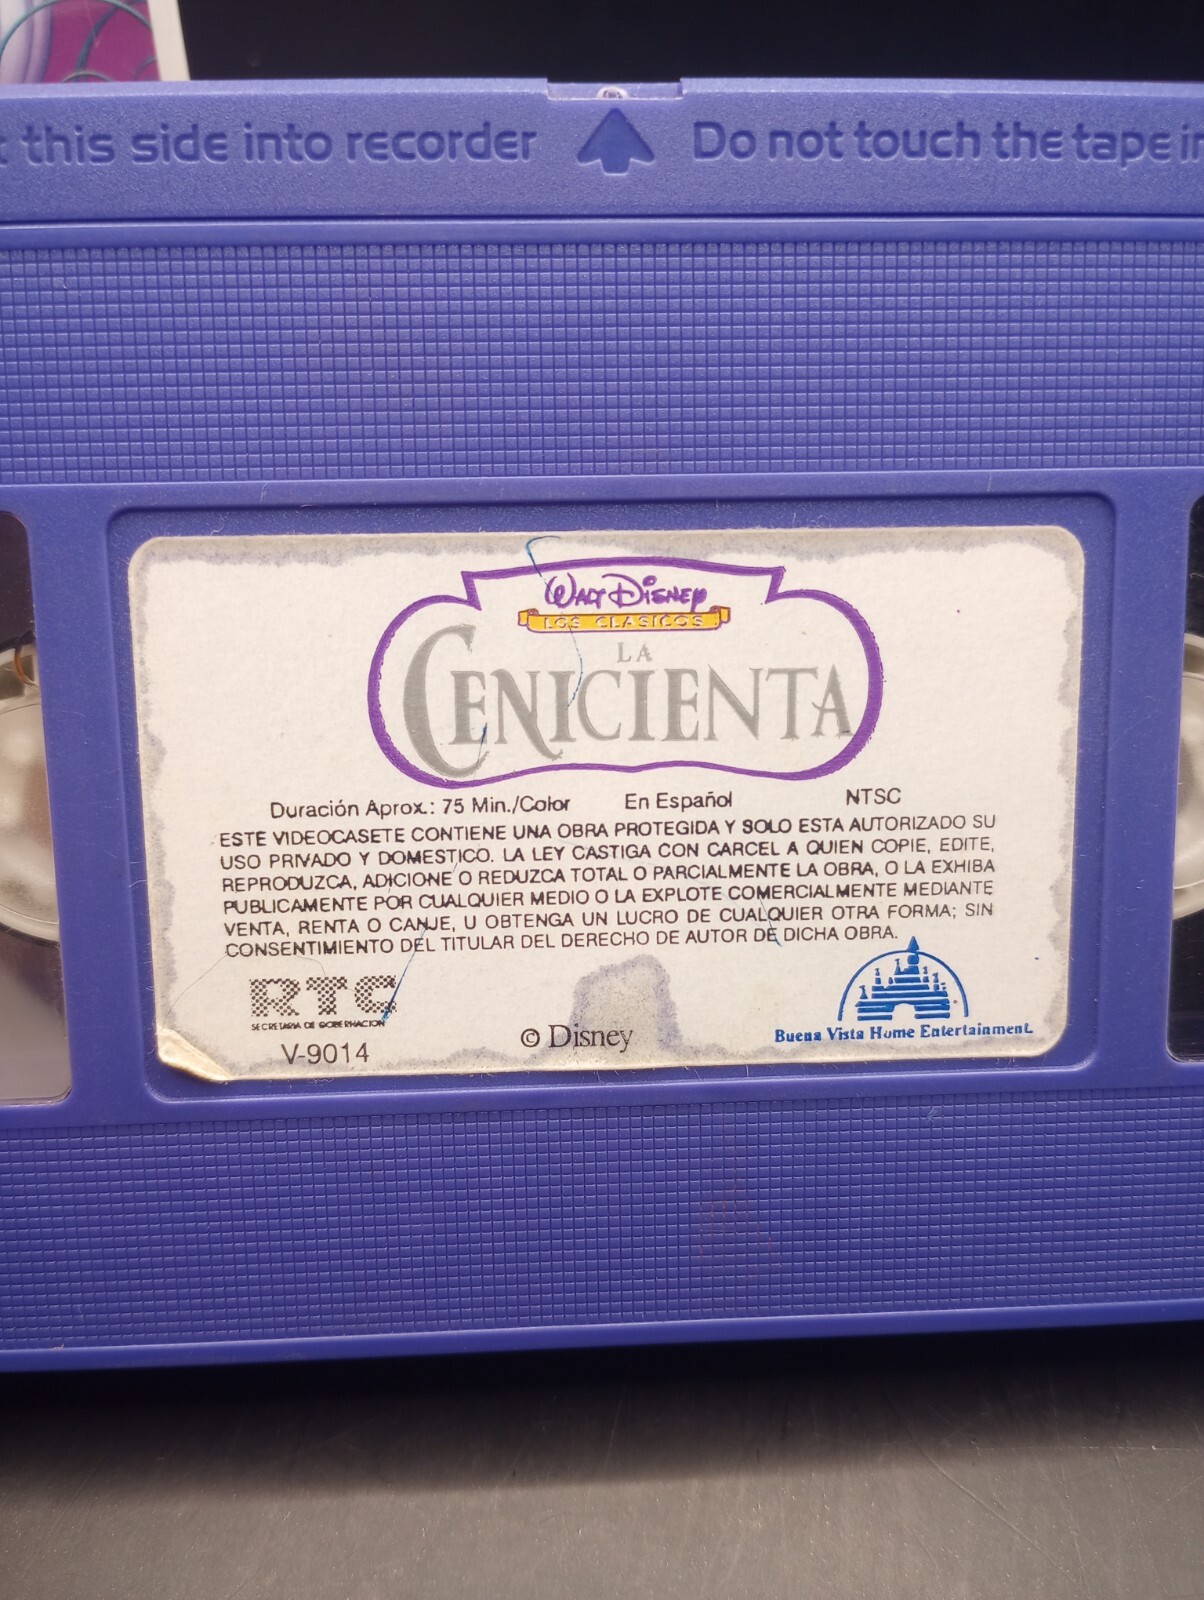 this side into recorder Do not touch the tape
Walt Disney
LOS CLASICOS
LA
CENICIENTA
Duración Aprox.: 75 Min./Color En Español NTSC
ESTE VIDEOCASETE CONTIENE UNA OBRA PROTEGIDA Y SOLO ESTA AUTORIZADO SU
USO PRIVADO Y DOMESTICO. LA LEY CASTIGA CON CARCEL A QUIEN COPIE, EDITE,
REPRODUZCA, ADICIONE O REDUZCA TOTAL O PARCIALMENTE LA OBRA, O LA EXHIBA
PUBLICAMENTE POR CUALQUIER MEDIO O LA EXPLOTE COMERCIALMENTE MEDIANTE
VENTA, RENTA O CANJE, U OBTENGA UN LUCRO DE CUALQUIER OTRA FORMA; SIN
CONSENTIMIENTO DEL TITULAR DEL DERECHO DE AUTOR DE DICHA OBRA.
RTC
SECRETARIA DE GOBERNACION
V-9014
© Disney
Buena Vista Home Entertainment.